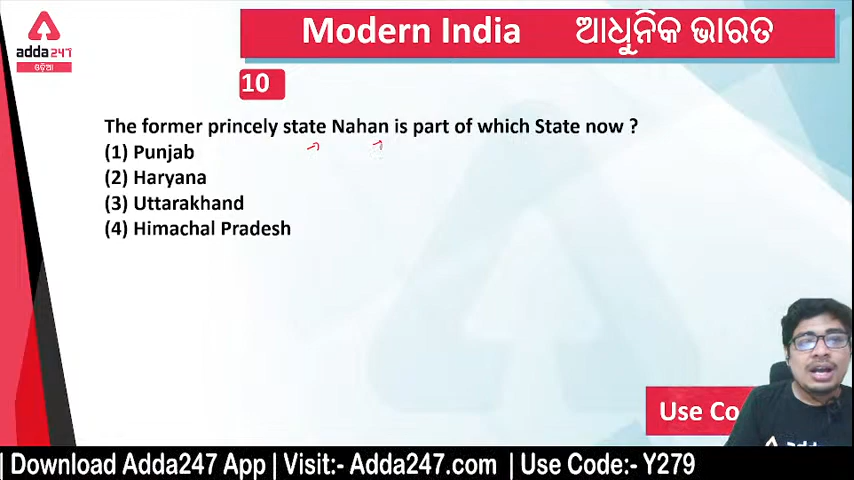 adda247
ଓଡ଼ିଆ
Modern India ଆଧୁନିକ ଭାରତ
10
The former princely state Nahan is part of which State now ?
(1) Punjab
(2) Haryana
(3) Uttarakhand
(4) Himachal Pradesh
Use Co
| Download Adda247 App | Visit:- Adda247.com | Use Code:- Y279